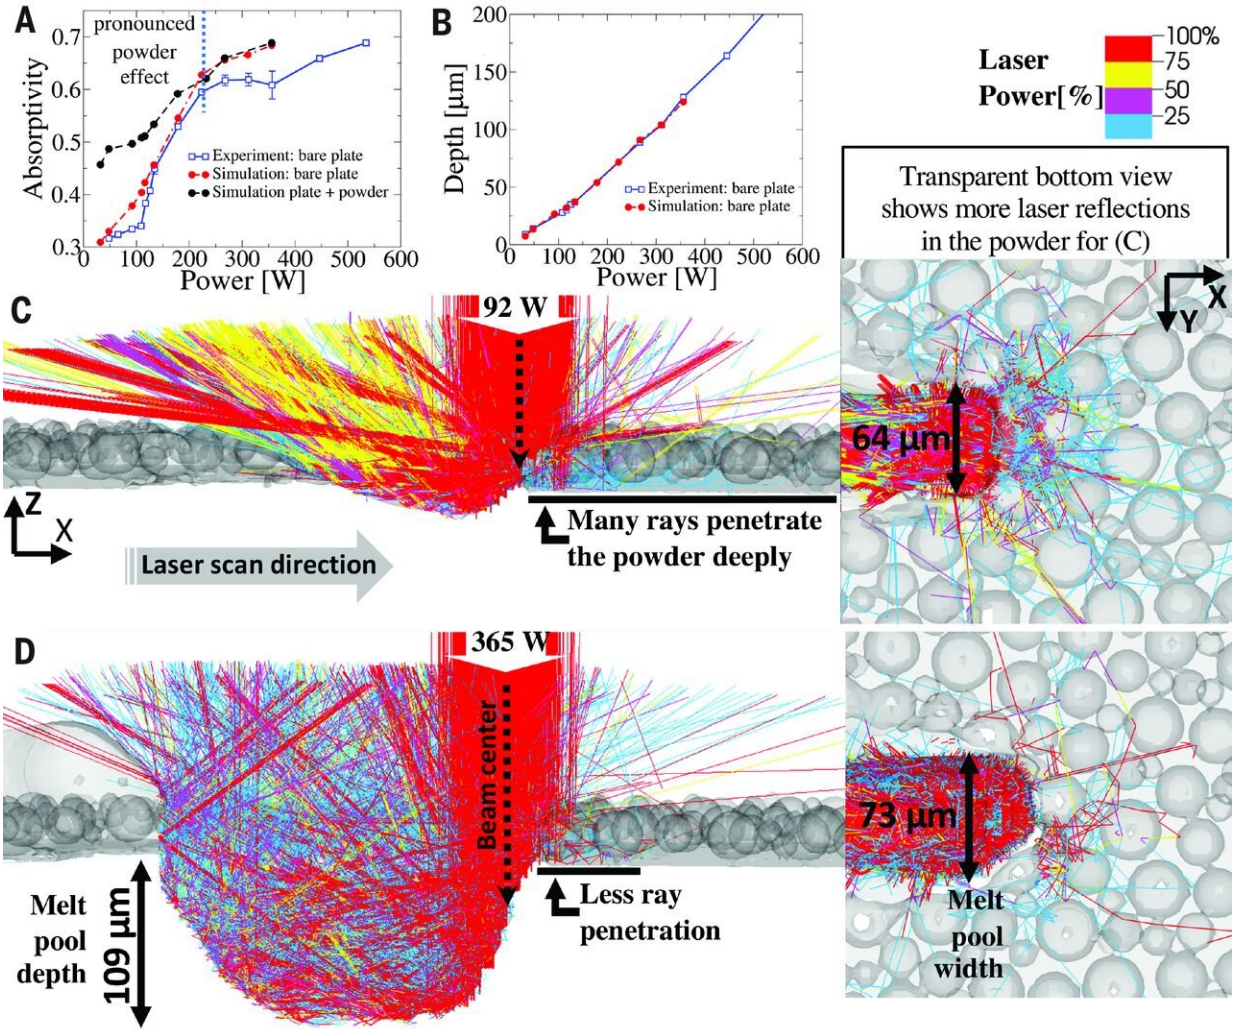 A
pronounced
powder
effect
Absorptivity
0.7
0.6
0.5
0.4
0.3
Experiment: bare plate
Simulation: bare plate
Simulation plate + powder
0 100 200 300 400 500 600
Power [W]
B
Depth [µm]
200
150
100
50
0
Experiment: bare plate
Simulation: bare plate
0 100 200 300 400 500 600
Power [W]
Laser
Power[%]
100%
75
50
25
Transparent bottom view
shows more laser reflections
in the powder for (C)
C
92 W
Z
X
Laser scan direction
Many rays penetrate
the powder deeply
X
Y
64 µm
D
365 W
Beam center
Melt
pool
depth
109 µm
Less ray
penetration
73 µm
Melt
pool
width